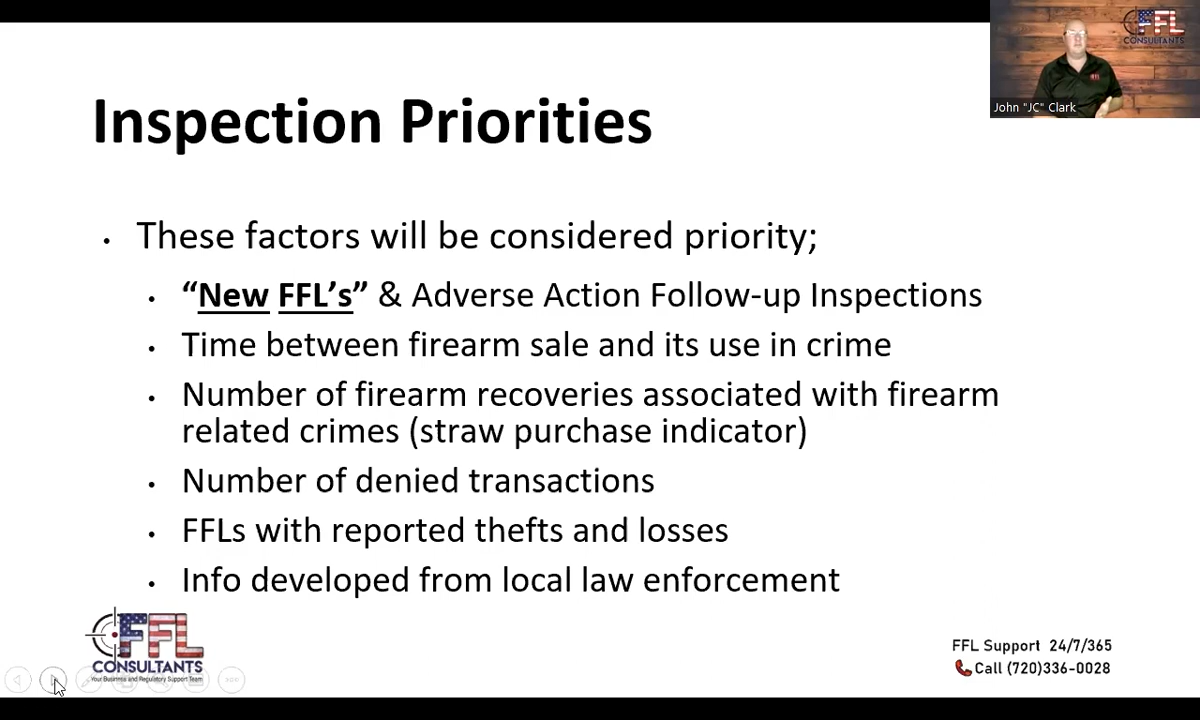 FFL
CONSULTANTS
John "JC" Clark
Inspection Priorities
• These factors will be considered priority;
• “New FFL’s” & Adverse Action Follow-up Inspections
• Time between firearm sale and its use in crime
• Number of firearm recoveries associated with firearm
related crimes (straw purchase indicator)
• Number of denied transactions
• FFLs with reported thefts and losses
• Info developed from local law enforcement
FFL
CONSULTANTS
Your Business and Regulatory Support Team
FFL Support 24/7/365
Call (720)336-0028